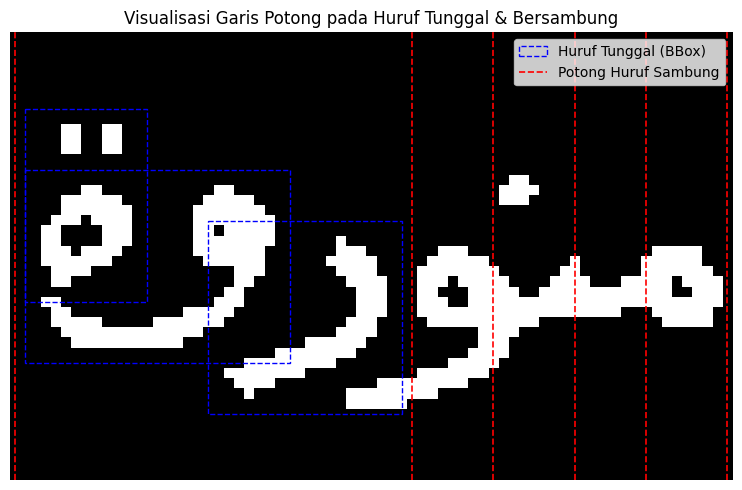 Visualisasi Garis Potong pada Huruf Tunggal & Bersambung
Huruf Tunggal (BBox)
Potong Huruf Sambung